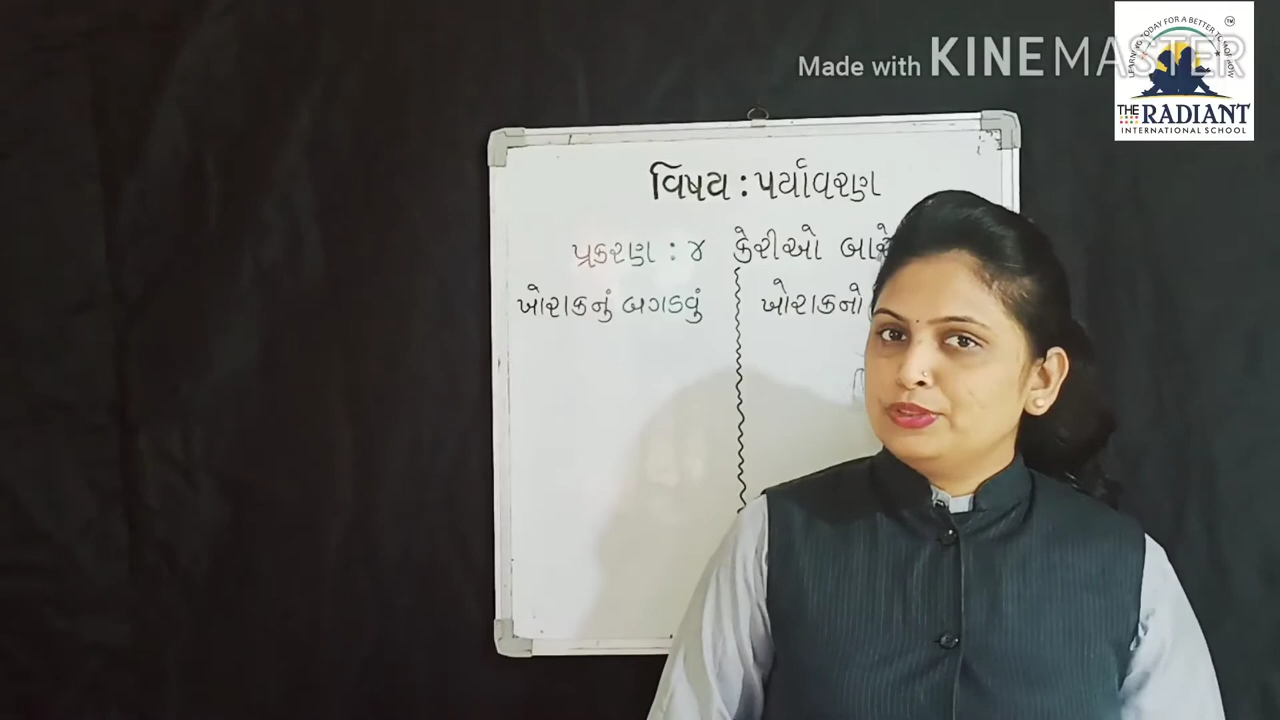 Made with KINEMASTER
THE RADIANT
INTERNATIONAL SCHOOL
વિષય : પર્યાવરણ
પ્રકરણ : ૪ કેરીઓ બારે
ખોરાકનું બગડવું
ખોરાકનો